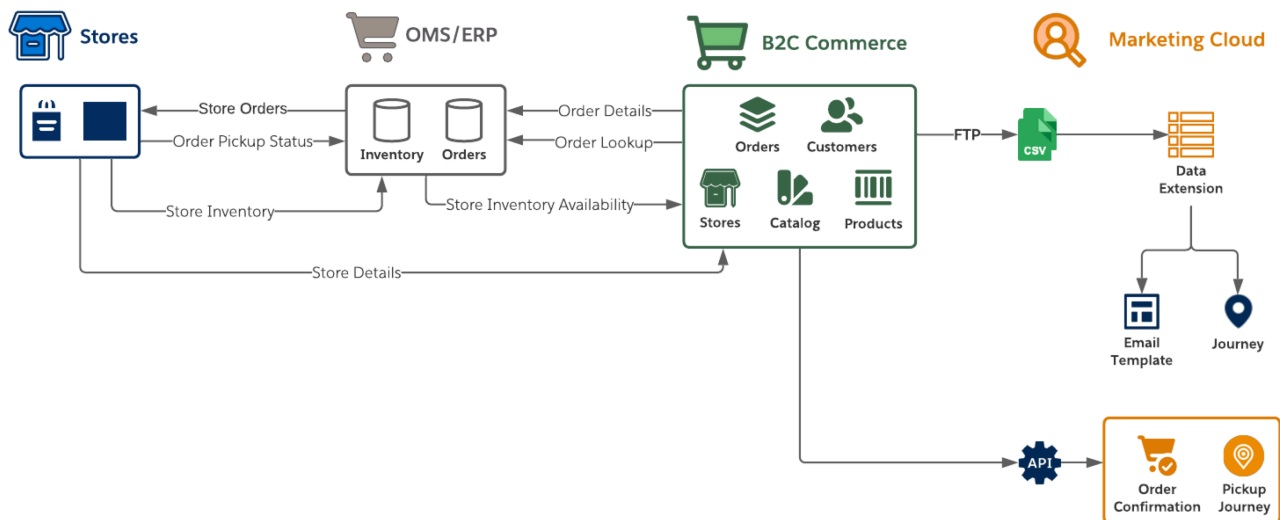 Stores
OMS/ERP
B2C Commerce
Marketing Cloud
Store Orders
Order Pickup Status
Inventory
Orders
Order Details
Order Lookup
Orders
Customers
FTP
CSV
Data
Extension
Store Inventory
Store Inventory Availability
Stores
Catalog
Products
Store Details
Email
Template
Journey
API
Order
Confirmation
Pickup
Journey